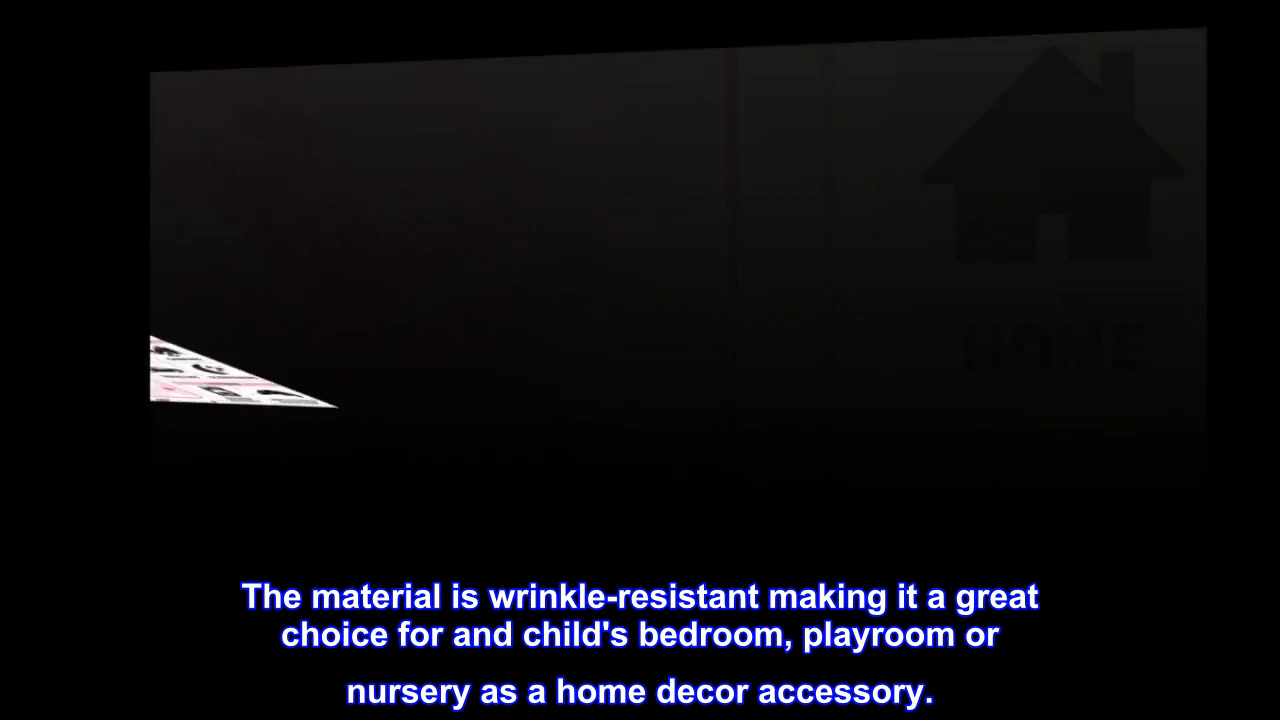 HOME
The material is wrinkle-resistant making it a great
choice for and child's bedroom, playroom or
nursery as a home decor accessory.